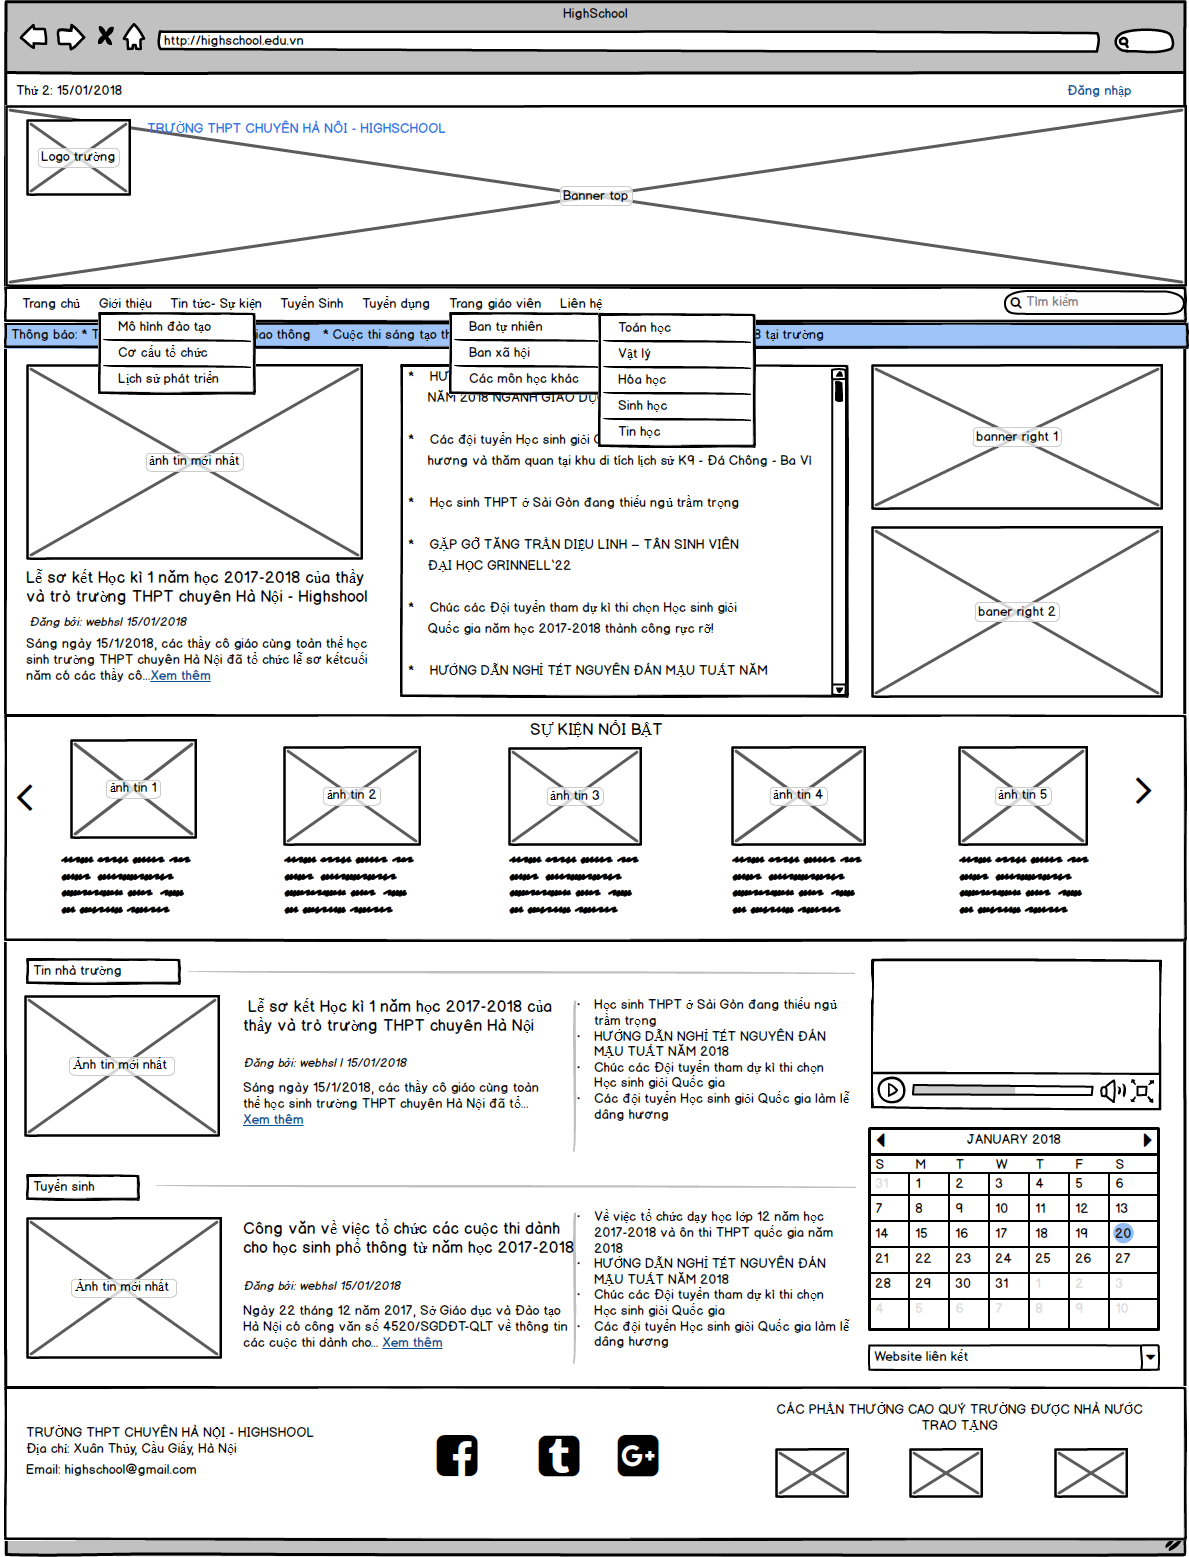 HighSchool
http://highschool.edu.vn
Thứ 2: 15/01/2018
Đăng nhập
TRƯỜNG THPT CHUYÊN HÀ NÔI - HIGHSCHOOL
Logo trường
Banner top
Trang chủ Giới thiệu Tin tức- Sự kiện Tuyển Sinh Tuyển dụng Trang giáo viên Liên hệ
Tìm kiếm
Mô hình đào tạo
Cơ cấu tổ chức
Lịch sử phát triển
Ban tự nhiên
Ban xã hội
Các môn học khác
Toán học
Vật lý
Hóa học
Sinh học
Tin học
Thông báo: * T iao thông * Cuộc thi sáng tạo th 8 tại trường
ảnh tin mới nhất
Lễ sơ kết Học kì 1 năm học 2017-2018 của thầy
và trò trường THPT chuyên Hà Nội - Highshool
Đăng bởi: webhsl 15/01/2018
Sáng ngày 15/1/2018, các thầy cô giáo cùng toàn thể học
sinh trường THPT chuyên Hà Nội đã tổ chức lễ sơ kếtcuối
năm có các thầy cô...Xem thêm
* HƯ
NĂM 2018 NGÀNH GIÁO DỤC
* Các đội tuyển Học sinh giỏi
hương và thăm quan tại khu di tích lịch sử K9 - Đá Chông - Ba Vì
* Học sinh THPT ở Sài Gòn đang thiếu ngủ trầm trọng
* GẶP GỠ TĂNG TRẦN DIỆU LINH – TÂN SINH VIÊN
ĐẠI HỌC GRINNELL'22
* Chúc các Đội tuyển tham dự kì thi chọn Học sinh giỏi
Quốc gia năm học 2017-2018 thành công rực rỡ!
* HƯỚNG DẪN NGHỈ TẾT NGUYÊN ĐÁN MẬU TUẤT NĂM
banner right 1
baner right 2
SỰ KIỆN NỔI BẬT
ảnh tin 1
ảnh tin 2
ảnh tin 3
ảnh tin 4
ảnh tin 5
Tin nhà trường
Ảnh tin mới nhất
Lễ sơ kết Học kì 1 năm học 2017-2018 của
thầy và trò trường THPT chuyên Hà Nội
Đăng bởi: webhsl l 15/01/2018
Sáng ngày 15/1/2018, các thầy cô giáo cùng toàn
thể học sinh trường THPT chuyên Hà Nội đã tổ...
Xem thêm
· Học sinh THPT ở Sài Gòn đang thiếu ngủ
trầm trọng
· HƯỚNG DẪN NGHỈ TẾT NGUYÊN ĐÁN
MẬU TUẤT NĂM 2018
· Chúc các Đội tuyển tham dự kì thi chọn
Học sinh giỏi Quốc gia
· Các đội tuyển Học sinh giỏi Quốc gia làm lễ
dâng hương
Tuyển sinh
Ảnh tin mới nhất
Công văn về việc tổ chức các cuộc thi dành
cho học sinh phổ thông từ năm học 2017-2018
Đăng bởi: webhsl 15/01/2018
Ngày 22 tháng 12 năm 2017, Sở Giáo dục và Đào tạo
Hà Nội có công văn số 4520/SGDĐT-QLT về thông tin
các cuộc thi dành cho... Xem thêm
· Về việc tổ chức dạy học lớp 12 năm học
2017-2018 và ôn thi THPT quốc gia năm
2018
· HƯỚNG DẪN NGHỈ TẾT NGUYÊN ĐÁN
MẬU TUẤT NĂM 2018
· Chúc các Đội tuyển tham dự kì thi chọn
Học sinh giỏi Quốc gia
· Các đội tuyển Học sinh giỏi Quốc gia làm lễ
dâng hương
JANUARY 2018
S M T W T F S
31 1 2 3 4 5 6
7 8 9 10 11 12 13
14 15 16 17 18 19 20
21 22 23 24 25 26 27
28 29 30 31 1 2 3
4 5 6 7 8 9 10
Website liên kết
TRƯỜNG THPT CHUYÊN HÀ NỘI - HIGHSHOOL
Địa chỉ: Xuân Thủy, Cầu Giấy, Hà Nội
Email: highschool@gmail.com
f
t
G+
CÁC PHẦN THƯỞNG CAO QUÝ TRƯỜNG ĐƯỢC NHÀ NƯỚC
TRAO TẶNG